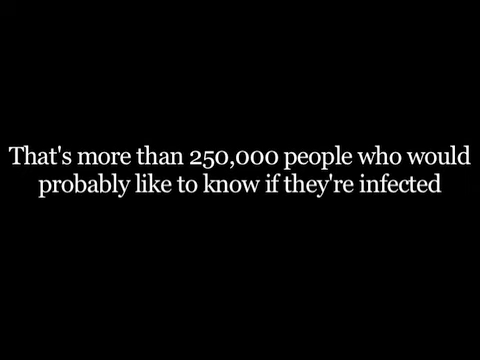 That's more than 250,000 people who would
probably like to know if they're infected